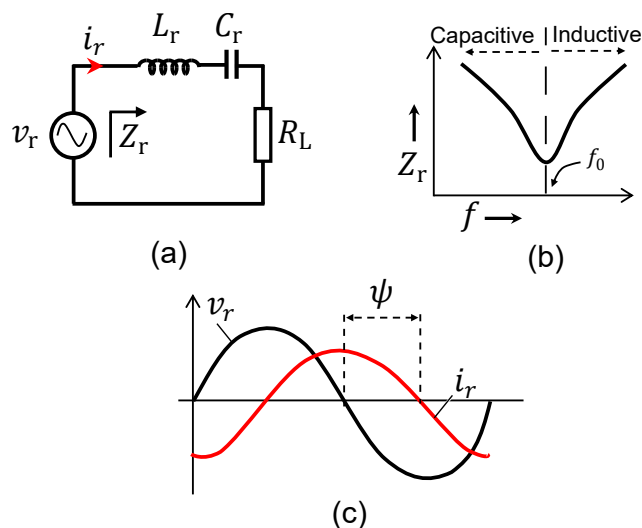 L_r C_r
i_r
v_r Z_r R_L
(a)
Capacitive | Inductive
Z_r
f_0
f
(b)
ψ
v_r
i_r
(c)